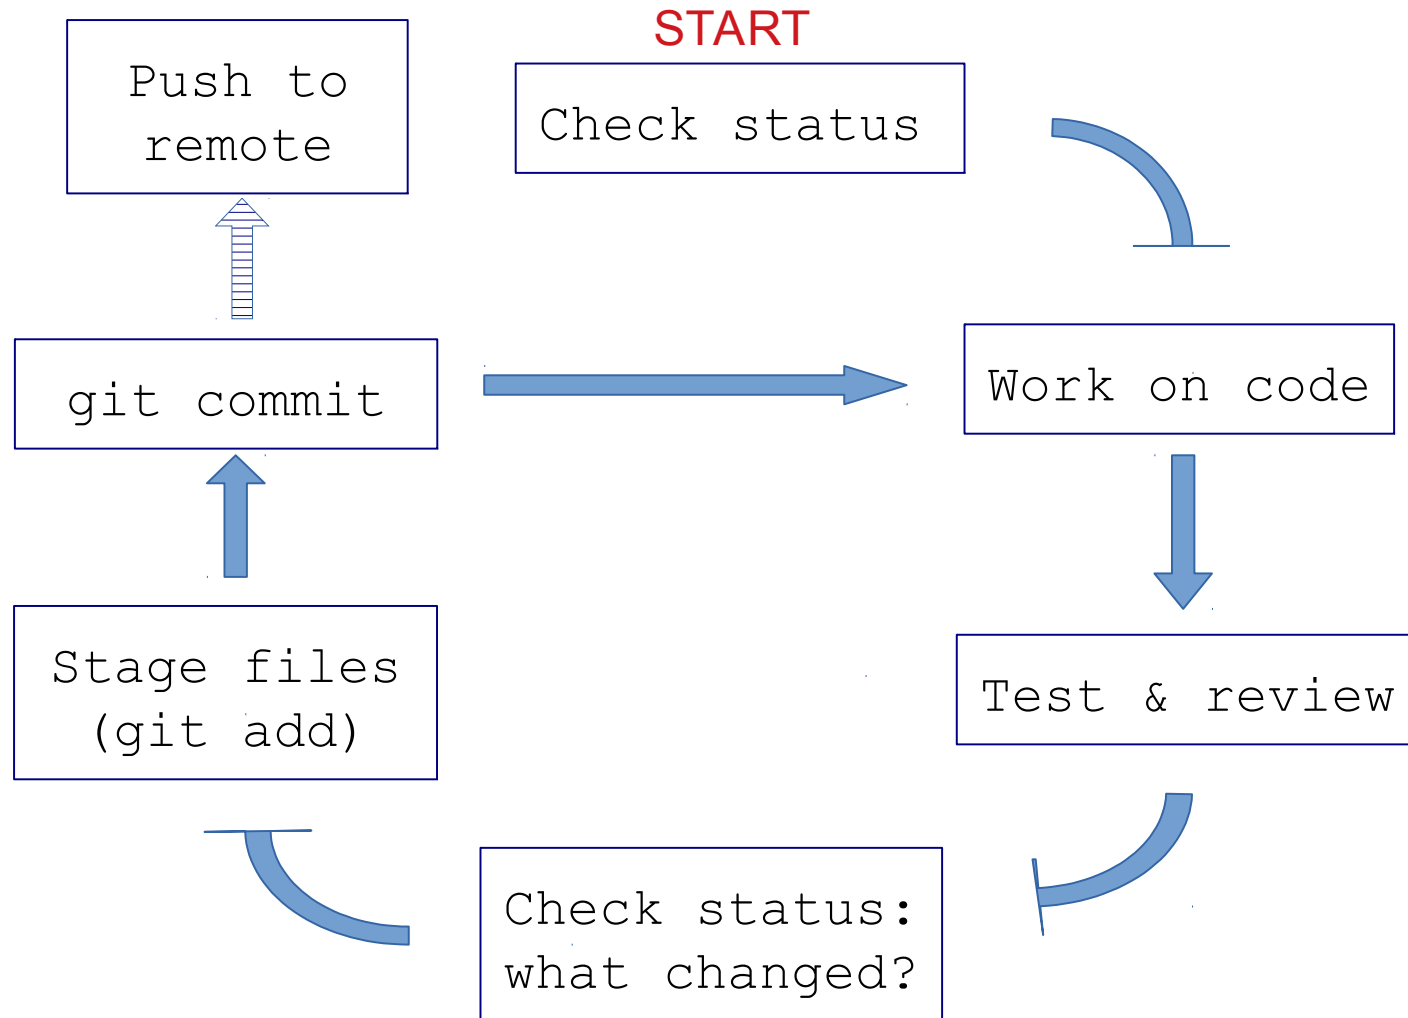 START
Check status
Work on code
Test & review
Check status:
what changed?
Stage files
(git add)
git commit
Push to
remote